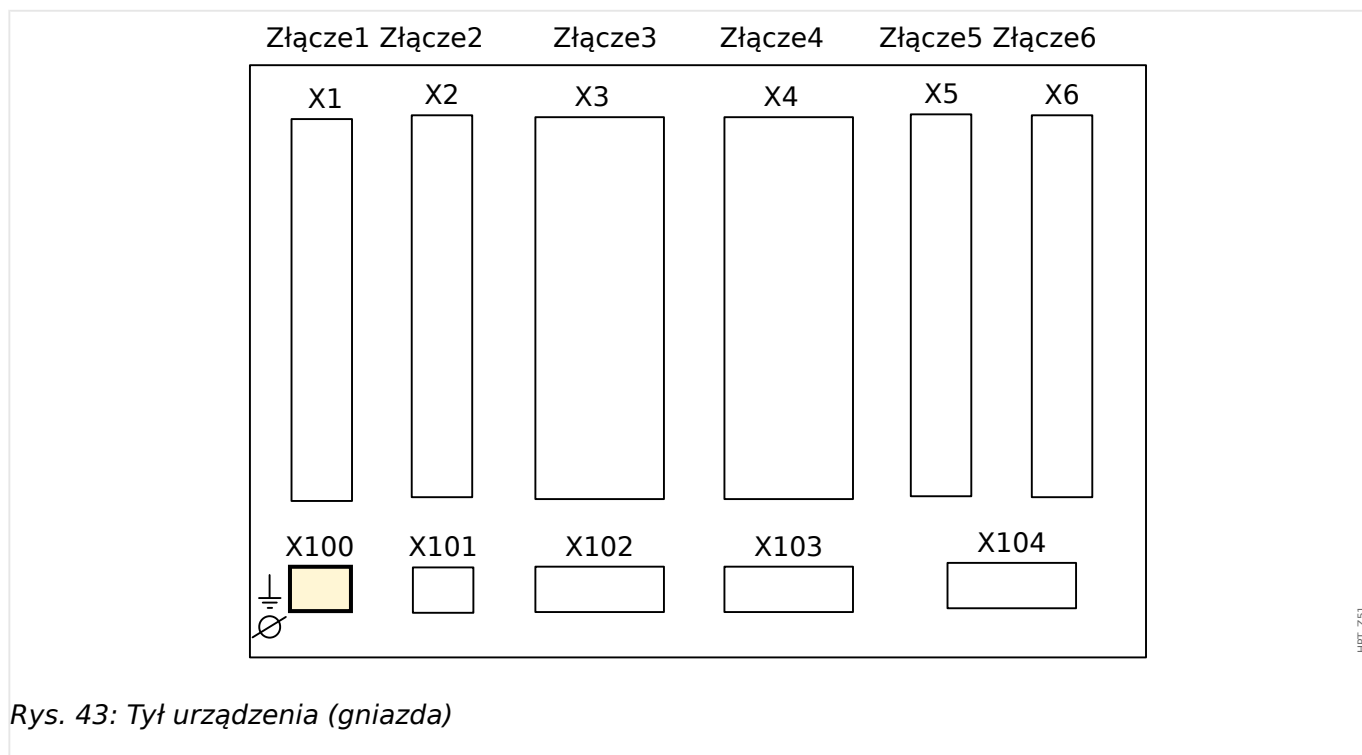 Złącze1 Złącze2 Złącze3 Złącze4 Złącze5 Złącze6
X1 X2 X3 X4 X5 X6
X100 X101 X102 X103 X104
HPT_Z51
Rys. 43: Tył urządzenia (gniazda)